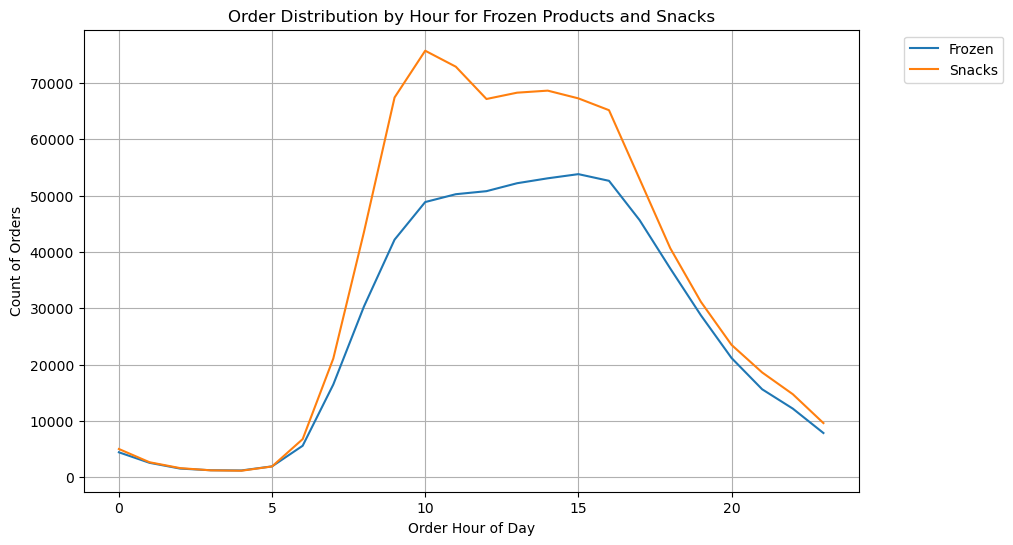 Order Distribution by Hour for Frozen Products and Snacks
Frozen
Snacks
70000
60000
50000
40000
30000
20000
10000
0
Count of Orders
0 5 10 15 20
Order Hour of Day